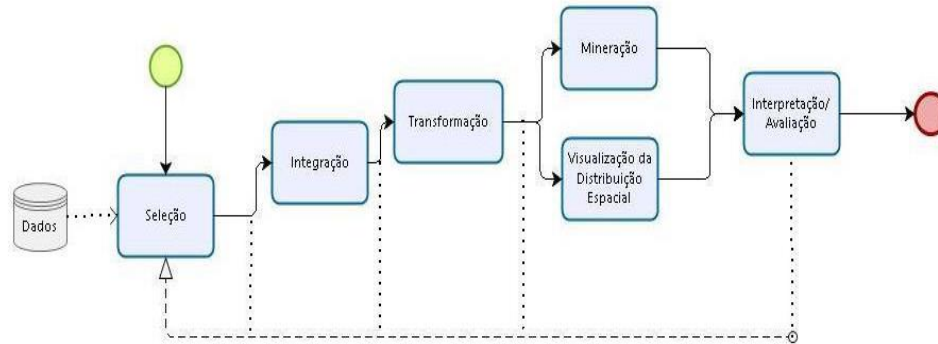 Dados
Seleção
Integração
Transformação
Mineração
Visualização da
Distribuição
Espacial
Interpretação/
Avaliação